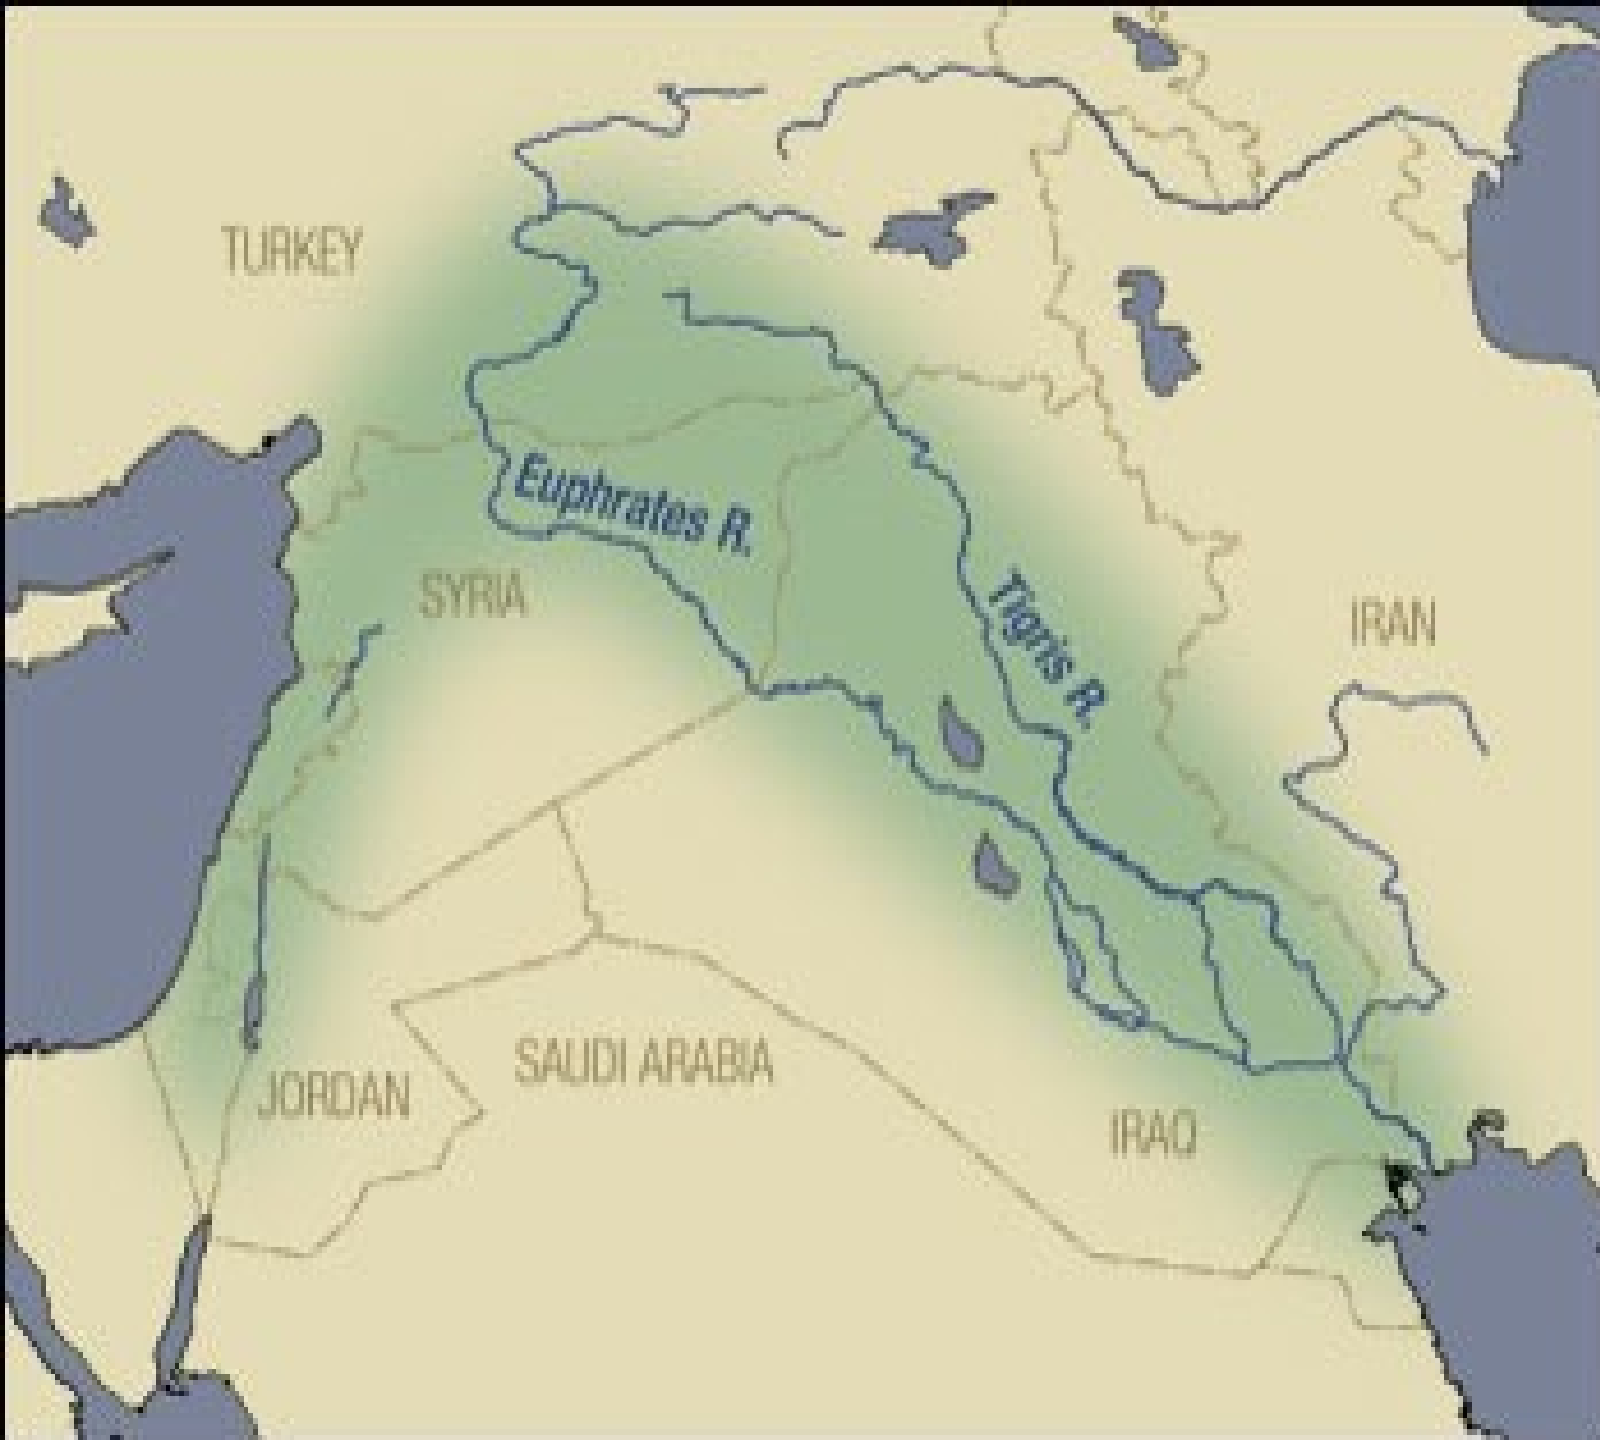 TURKEY
Euphrates R.
SYRIA
Tigris R.
IRAN
JORDAN
SAUDI ARABIA
IRAQ